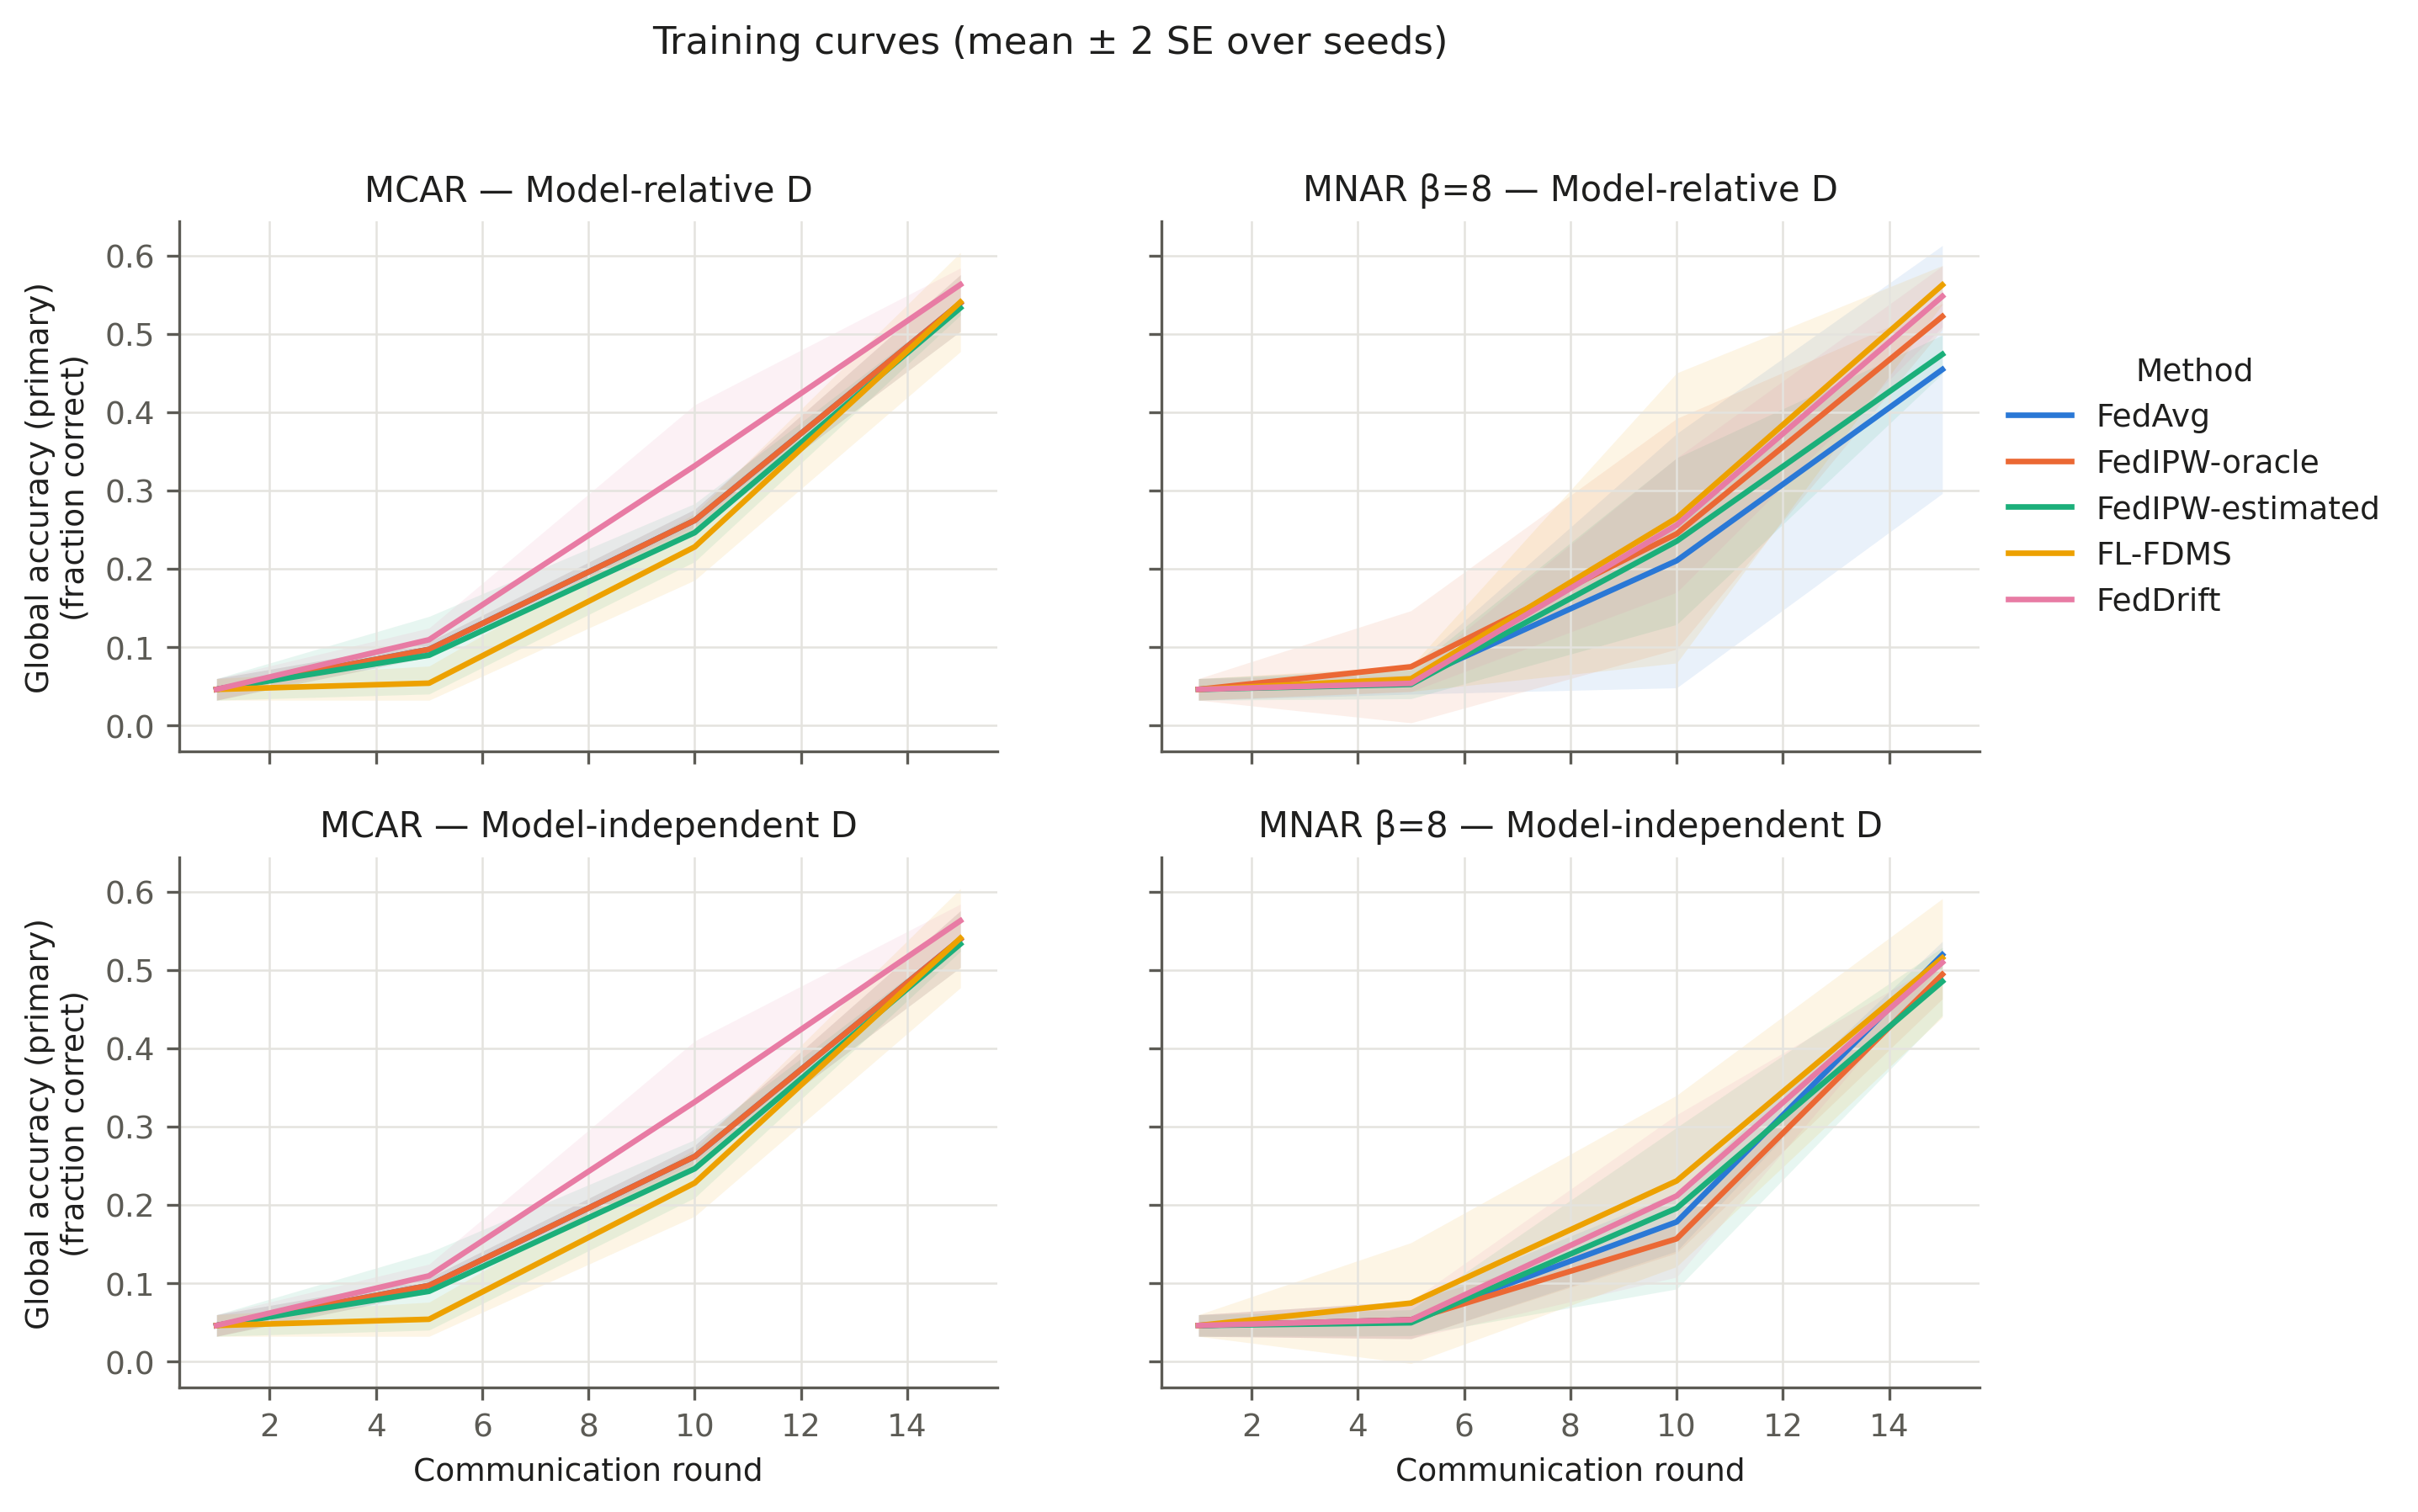 Training curves (mean ± 2 SE over seeds)
MCAR — Model-relative D
MNAR β=8 — Model-relative D
Global accuracy (primary)
(fraction correct)
0.6
0.5
0.4
0.3
0.2
0.1
0.0
Method
FedAvg
FedIPW-oracle
FedIPW-estimated
FL-FDMS
FedDrift
MCAR — Model-independent D
MNAR β=8 — Model-independent D
Global accuracy (primary)
(fraction correct)
0.6
0.5
0.4
0.3
0.2
0.1
0.0
2 4 6 8 10 12 14
2 4 6 8 10 12 14
Communication round
Communication round